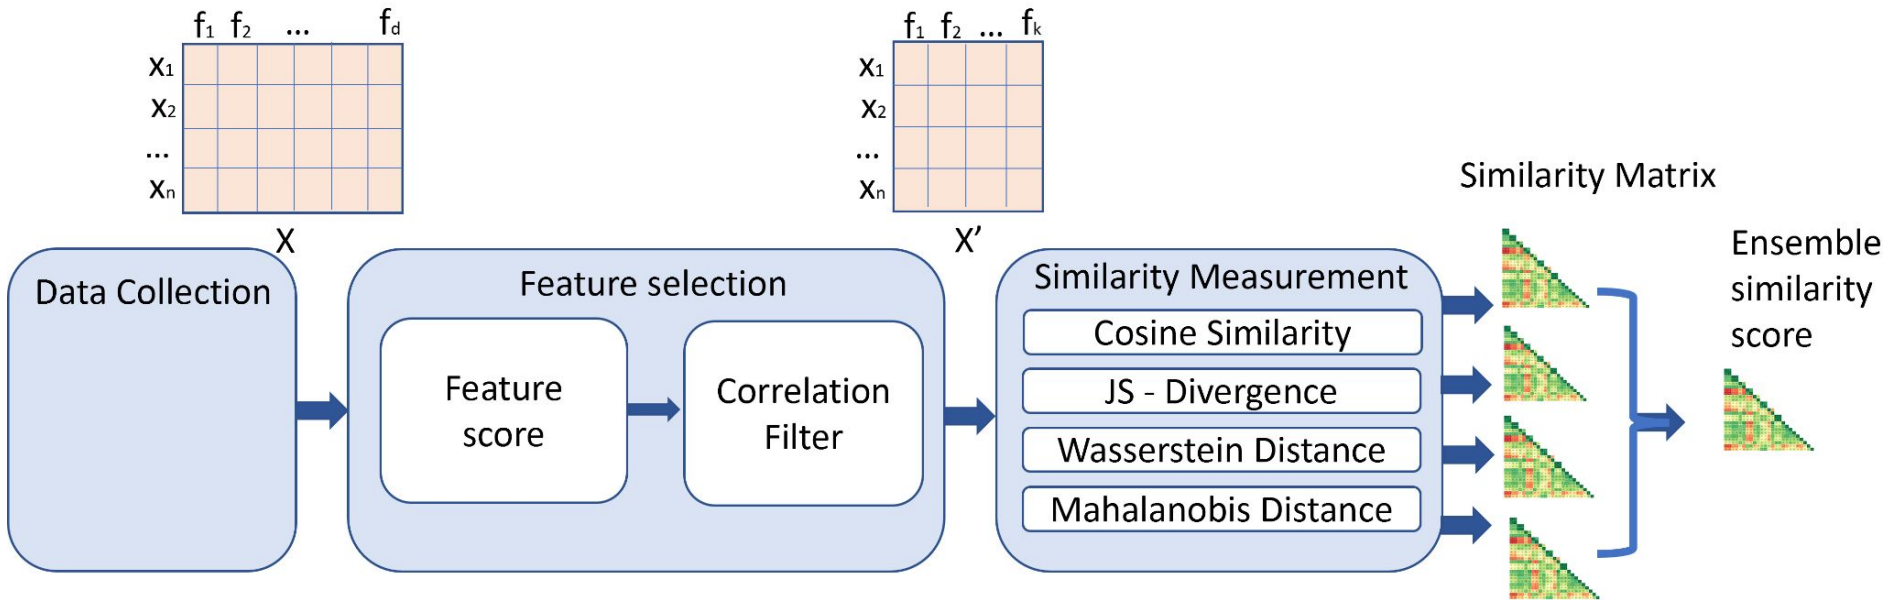 f1 f2 ... fd
x1
x2
...
xn
X
f1 f2 ... fk
x1
x2
...
xn
X’
Data Collection
Feature selection
Feature
score
Correlation
Filter
Similarity Measurement
Cosine Similarity
JS - Divergence
Wasserstein Distance
Mahalanobis Distance
Similarity Matrix
Ensemble
similarity
score